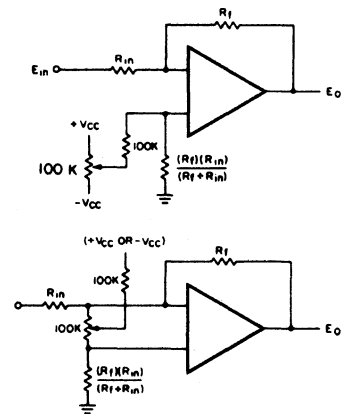 Rf
Ein
Rin
Eo
+Vcc
100K
100 K
(Rf)(Rin)
(Rf+Rin)
-Vcc
(+Vcc OR -Vcc)
100K
Rf
Rin
100K
Eo
(Rf)(Rin)
(Rf+Rin)